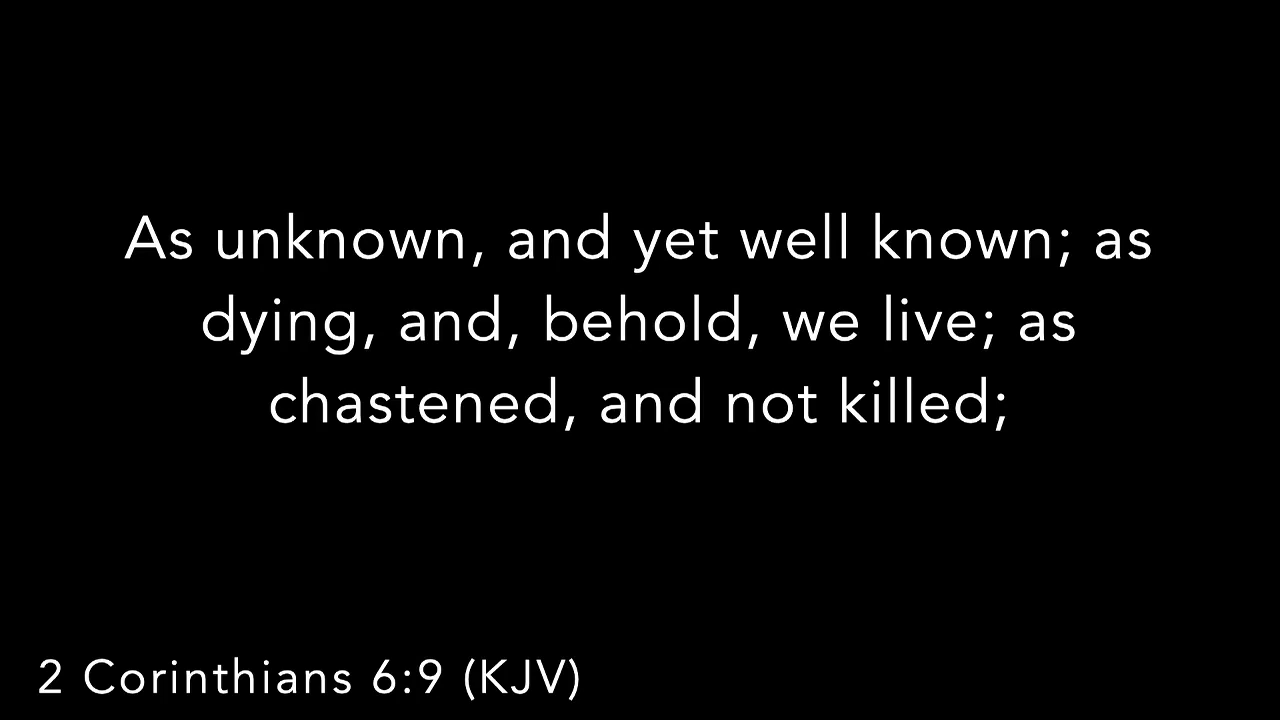 As unknown, and yet well known; as
dying, and, behold, we live; as
chastened, and not killed;
2 Corinthians 6:9 (KJV)